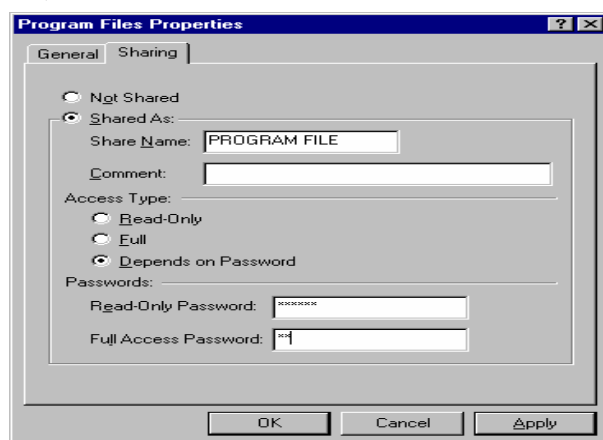 Program Files Properties
General Sharing
Not Shared
Shared As:
Share Name: PROGRAM FILE
Comment:
Access Type:
Read-Only
Full
Depends on Password
Passwords:
Read-Only Password: ******
Full Access Password: **
OK Cancel Apply